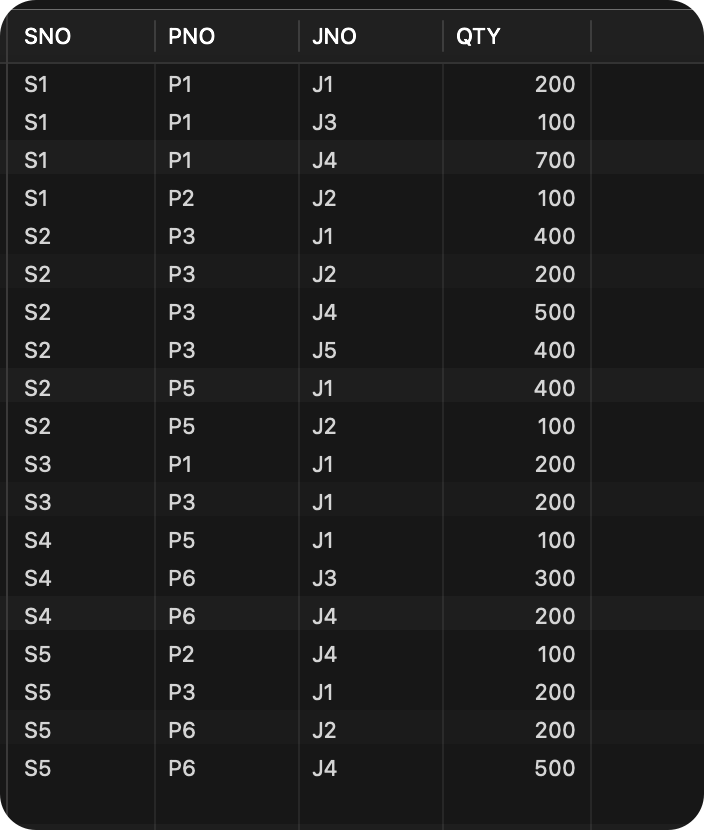 SNO PNO JNO QTY
S1 P1 J1 200
S1 P1 J3 100
S1 P1 J4 700
S1 P2 J2 100
S2 P3 J1 400
S2 P3 J2 200
S2 P3 J4 500
S2 P3 J5 400
S2 P5 J1 400
S2 P5 J2 100
S3 P1 J1 200
S3 P3 J1 200
S4 P5 J1 100
S4 P6 J3 300
S4 P6 J4 200
S5 P2 J4 100
S5 P3 J1 200
S5 P6 J2 200
S5 P6 J4 500